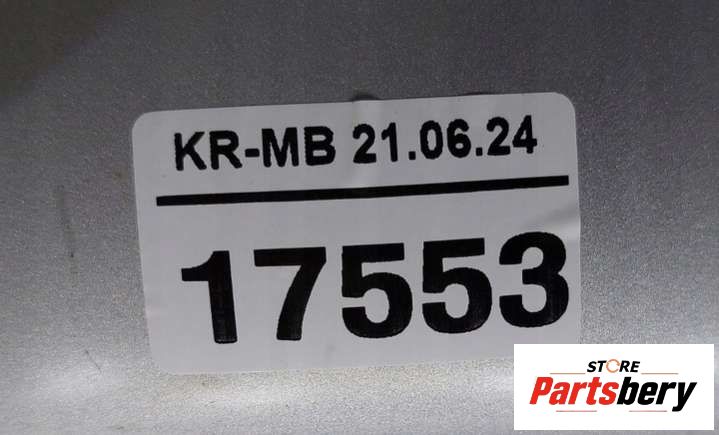 KR-MB 21.06.24
17553
STORE
Partsbery